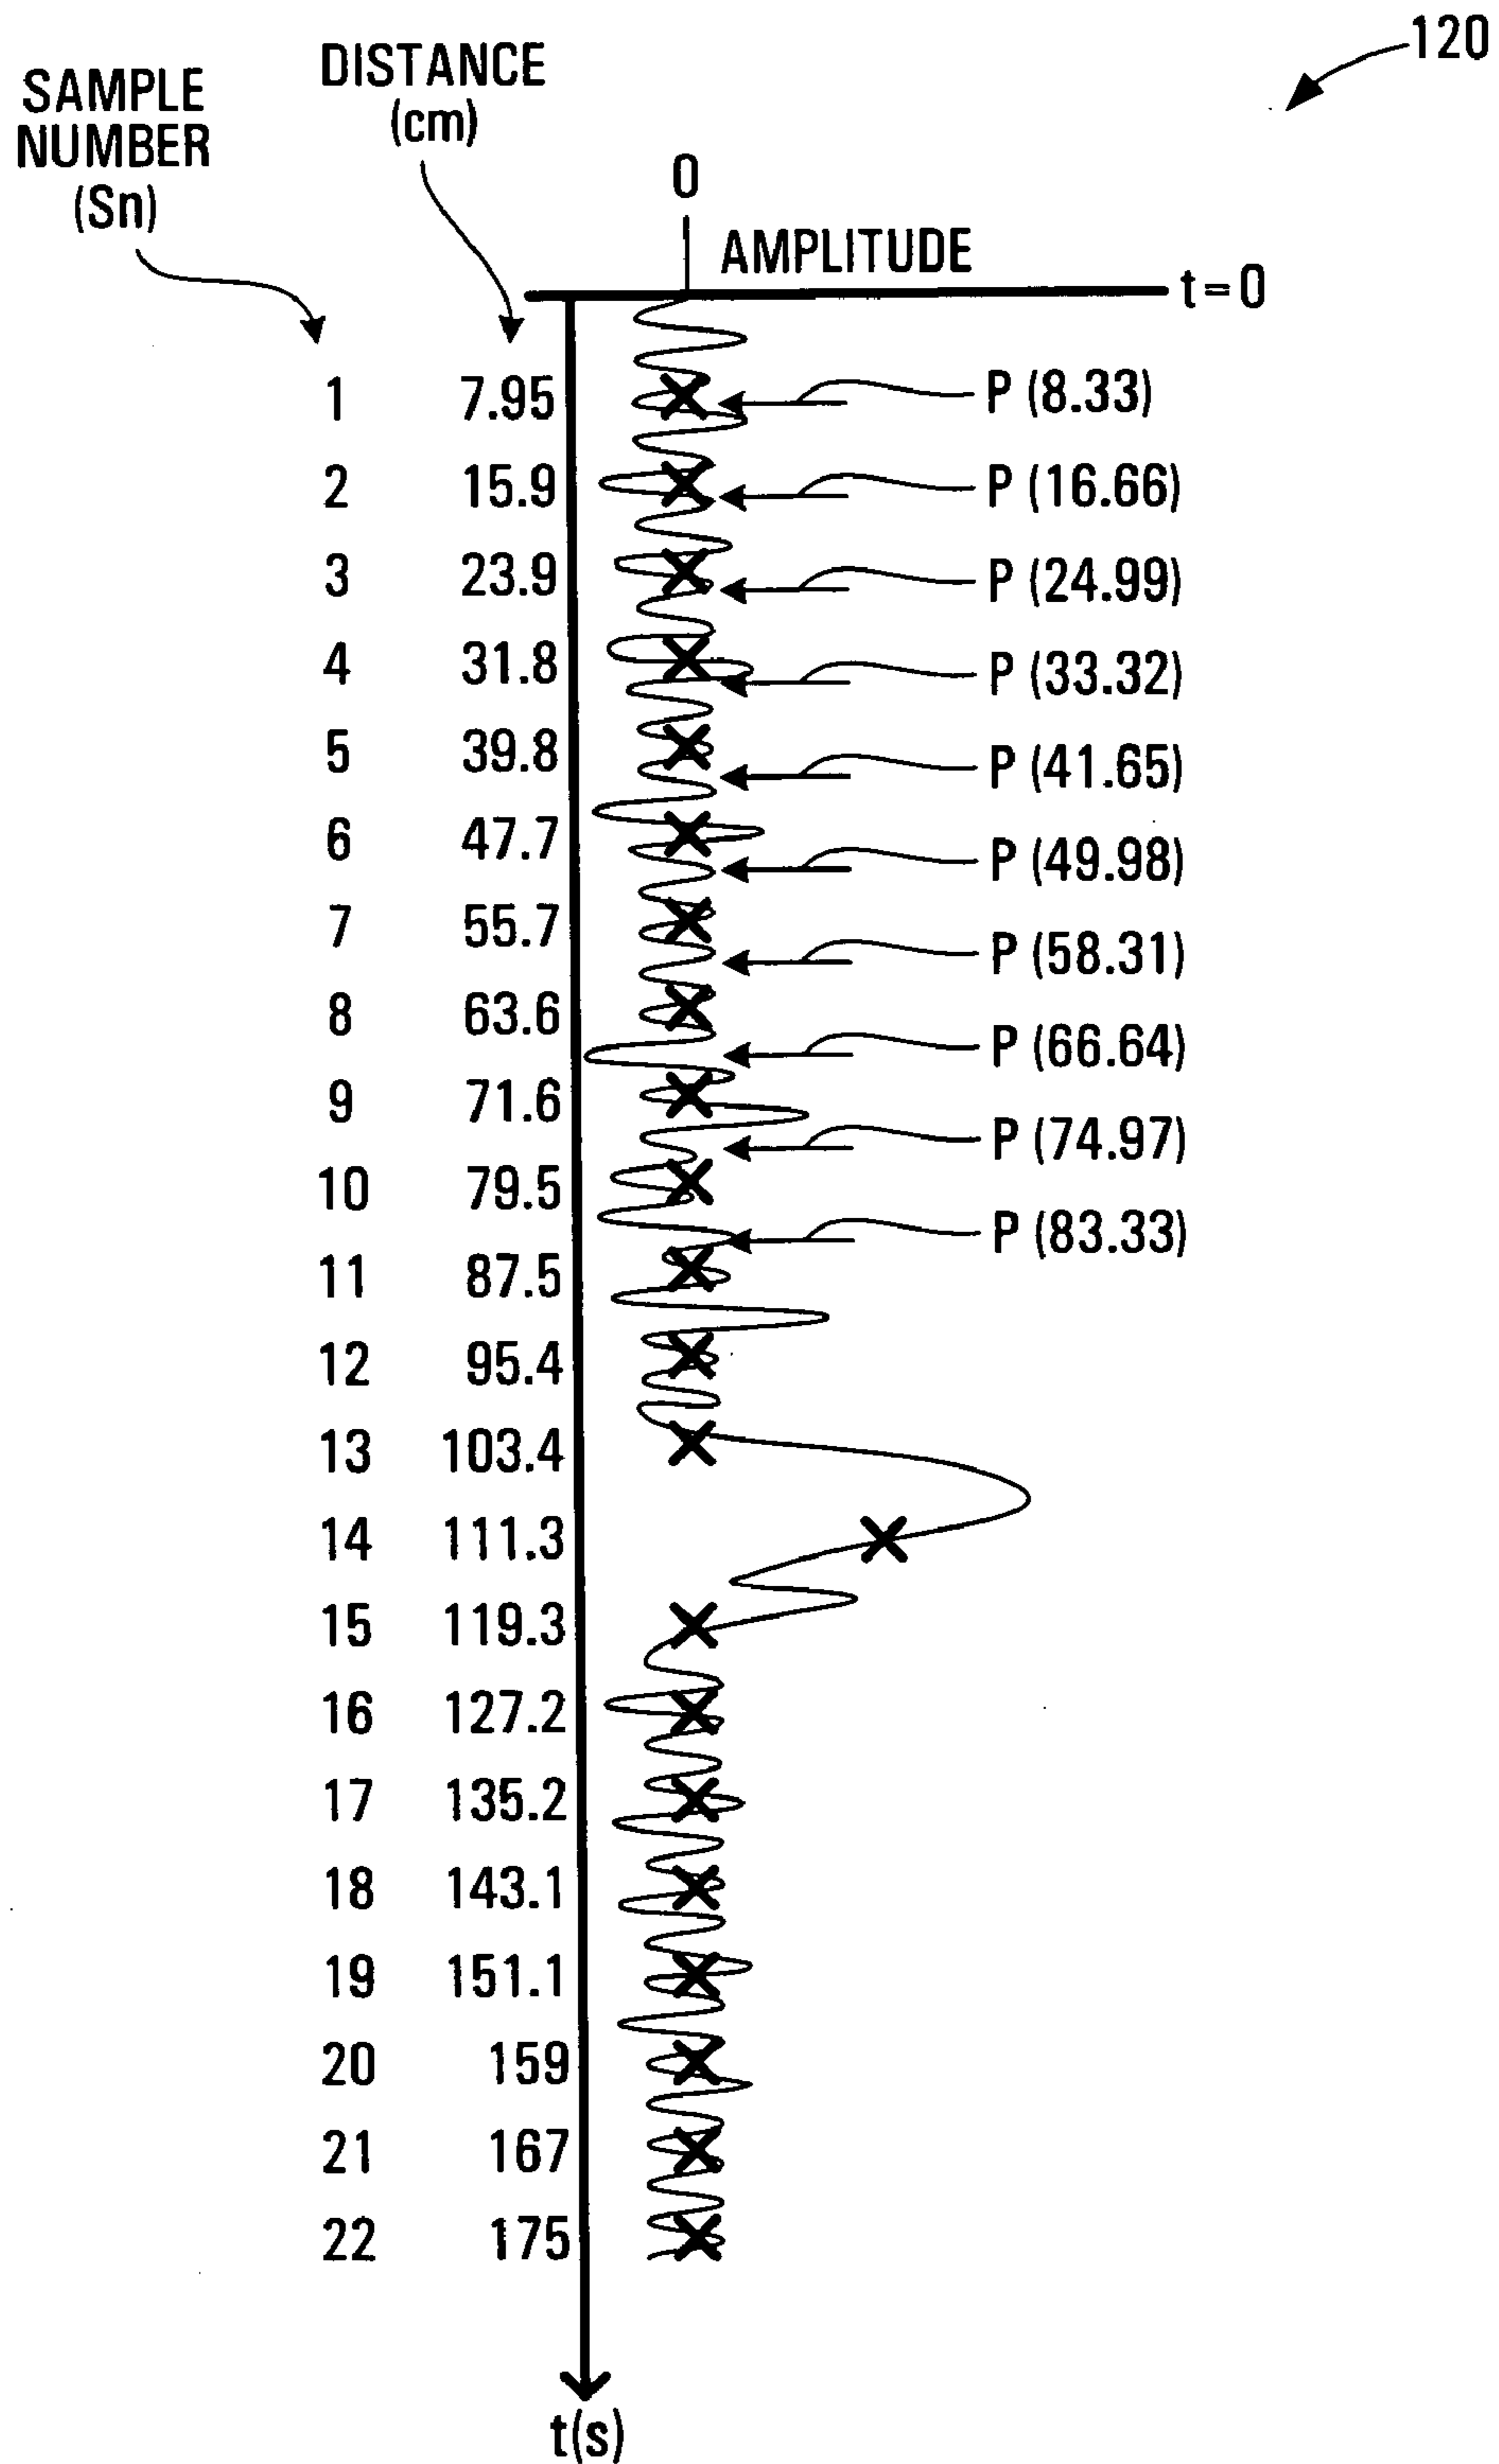 120
SAMPLE
NUMBER
(Sn)
DISTANCE
(cm)
0
AMPLITUDE
t=0
1 7.95 P (8.33)
2 15.9 P (16.66)
3 23.9 P (24.99)
4 31.8 P (33.32)
5 39.8 P (41.65)
6 47.7 P (49.98)
7 55.7 P (58.31)
8 63.6 P (66.64)
9 71.6 P (74.97)
10 79.5 P (83.33)
11 87.5
12 95.4
13 103.4
14 111.3
15 119.3
16 127.2
17 135.2
18 143.1
19 151.1
20 159
21 167
22 175
t(s)